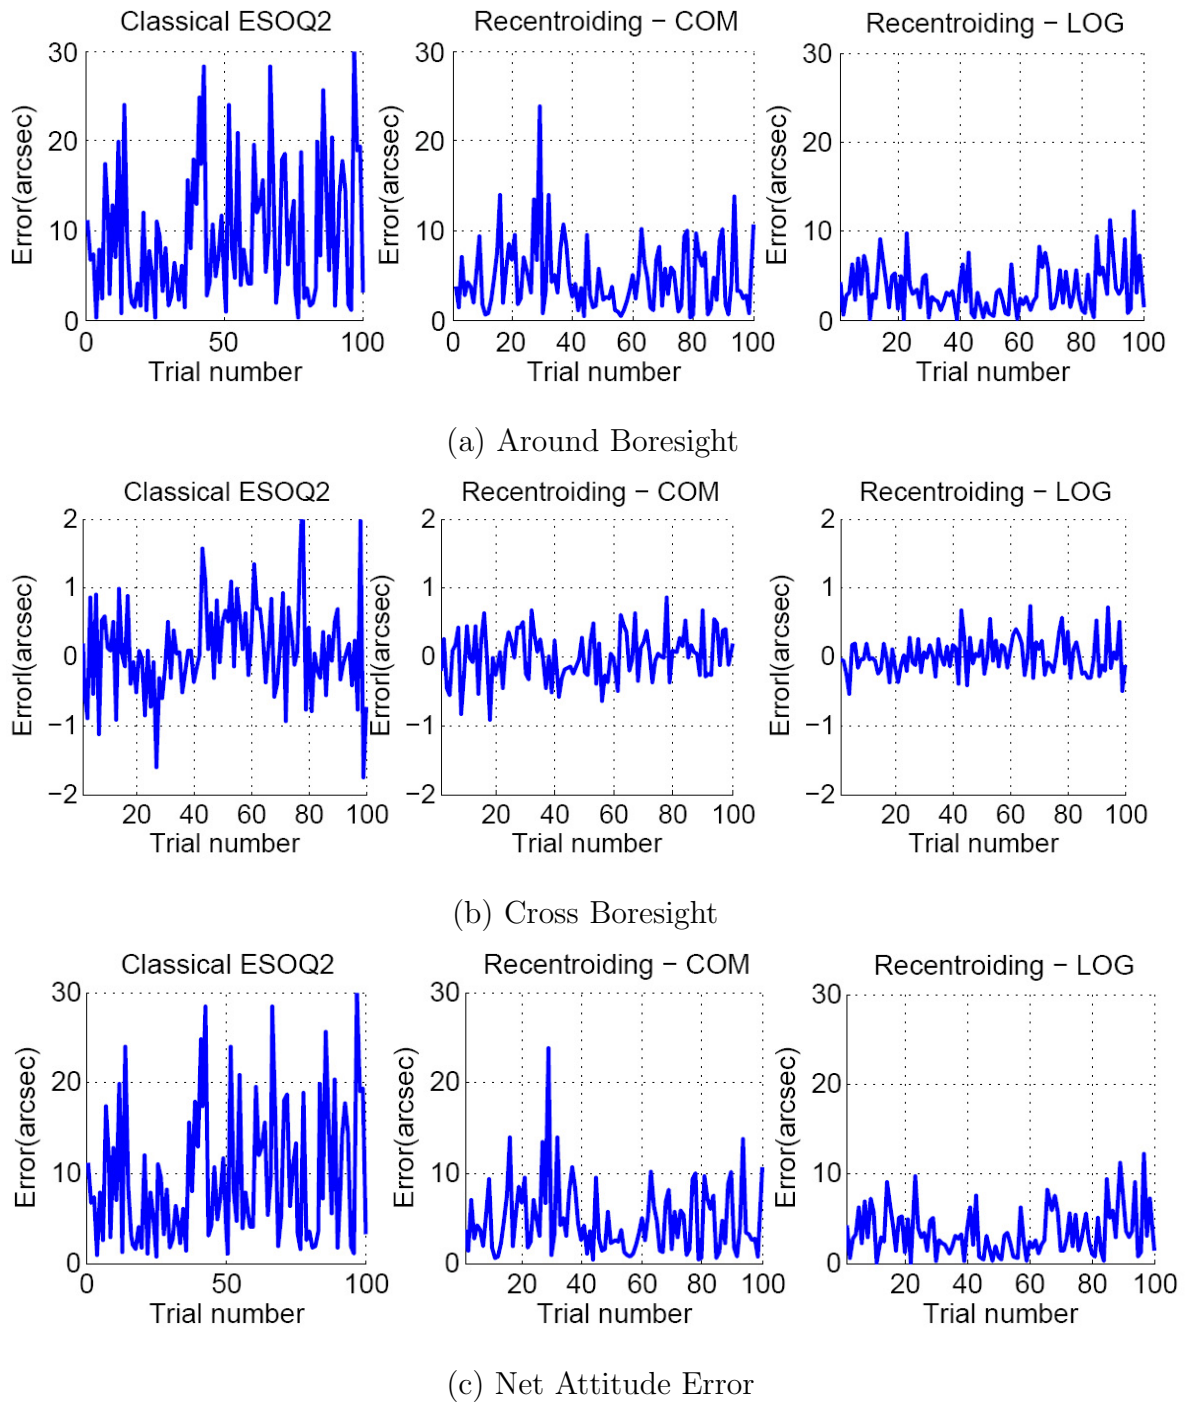 Classical ESOQ2 Recentroiding − COM Recentroiding − LOG
30 30 30
20 20 20
10 10 10
0 0 0
Error(arcsec) Error(arcsec) Error(arcsec)
0 50 100 0 20 40 60 80 100 20 40 60 80 100
Trial number Trial number Trial number
(a) Around Boresight
Classical ESOQ2 Recentroiding − COM Recentroiding − LOG
2 2 2
1 1 1
0 0 0
−1 −1 −1
−2 −2 −2
Error(arcsec) Errorl(arcsec) Error(arcsec)
20 40 60 80 100 20 40 60 80 100 20 40 60 80 100
Trial number Trial number Trial number
(b) Cross Boresight
Classical ESOQ2 Recentroiding − COM Recentroiding − LOG
30 30 30
20 20 20
10 10 10
0 0 0
Error(arcsec) Error(arcsec) Error(arcsec)
0 50 100 20 40 60 80 100 20 40 60 80 100
Trial number Trial number Trial number
(c) Net Attitude Error